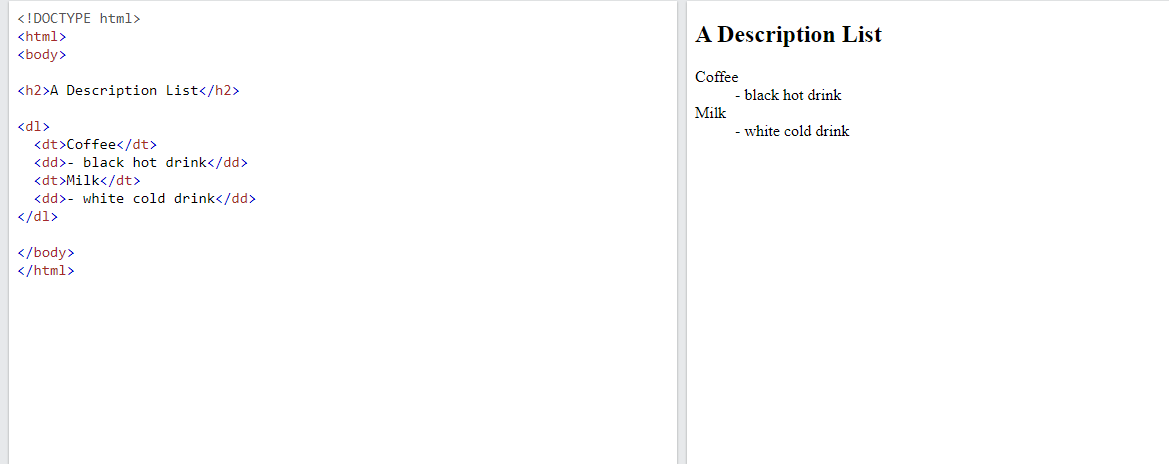 <!DOCTYPE html>
<html>
<body>
<h2>A Description List</h2>
<dl>
<dt>Coffee</dt>
<dd>- black hot drink</dd>
<dt>Milk</dt>
<dd>- white cold drink</dd>
</dl>
</body>
</html>
A Description List
Coffee
- black hot drink
Milk
- white cold drink